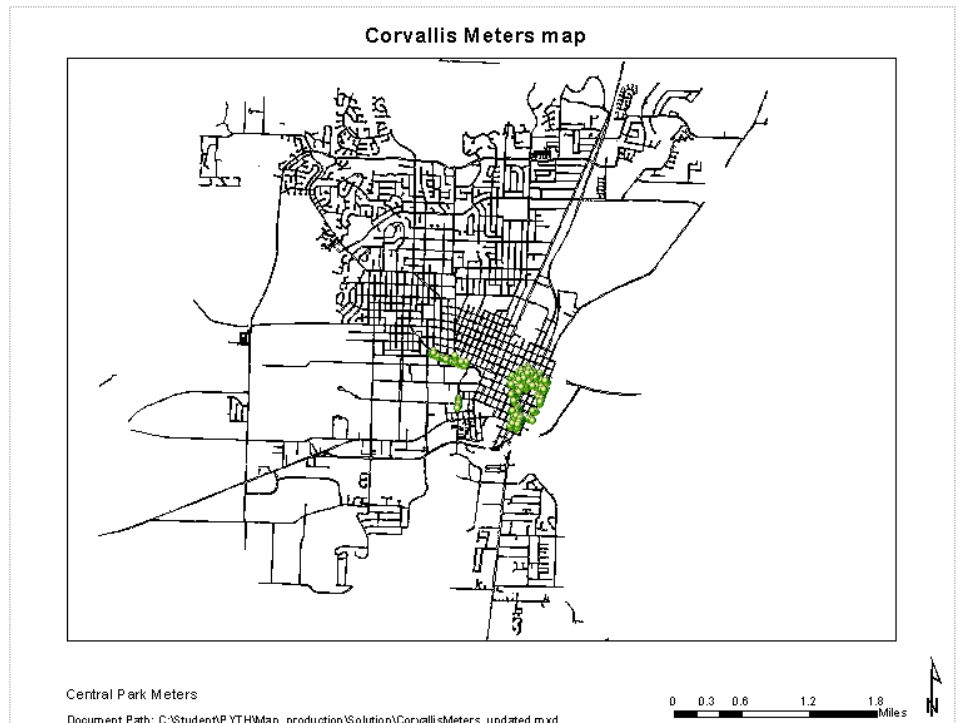 Corvallis Meters map
Central Park Meters
0 0.3 0.6 1.2 1.8
Miles
N
Document Path: C:\Student\PYTH\Map_production\Solution\CorvallisMeters_updated.mxd